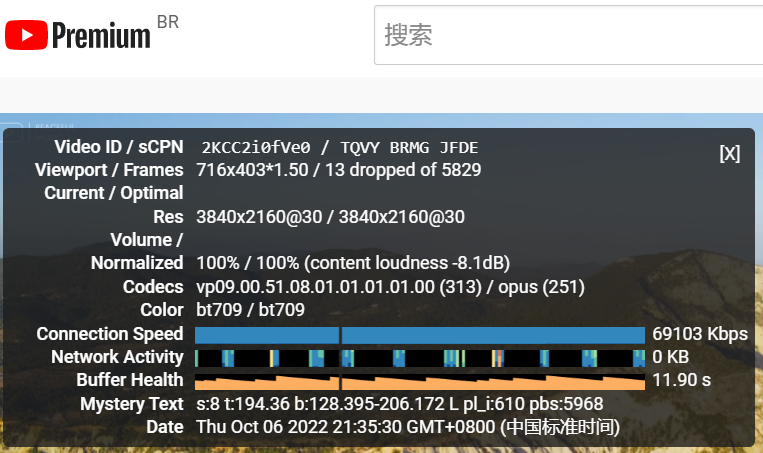 Premium BR
搜索
Video ID / sCPN 2KCC2i0fVe0 / TQVY BRMG JFDE
[X]
Viewport / Frames 716x403*1.50 / 13 dropped of 5829
Current / Optimal
Res 3840x2160@30 / 3840x2160@30
Volume /
Normalized 100% / 100% (content loudness -8.1dB)
Codecs vp09.00.51.08.01.01.01.01.00 (313) / opus (251)
Color bt709 / bt709
Connection Speed 69103 Kbps
Network Activity 0 KB
Buffer Health 11.90 s
Mystery Text s:8 t:194.36 b:128.395-206.172 L pl_i:610 pbs:5968
Date Thu Oct 06 2022 21:35:30 GMT+0800 (中国标准时间)